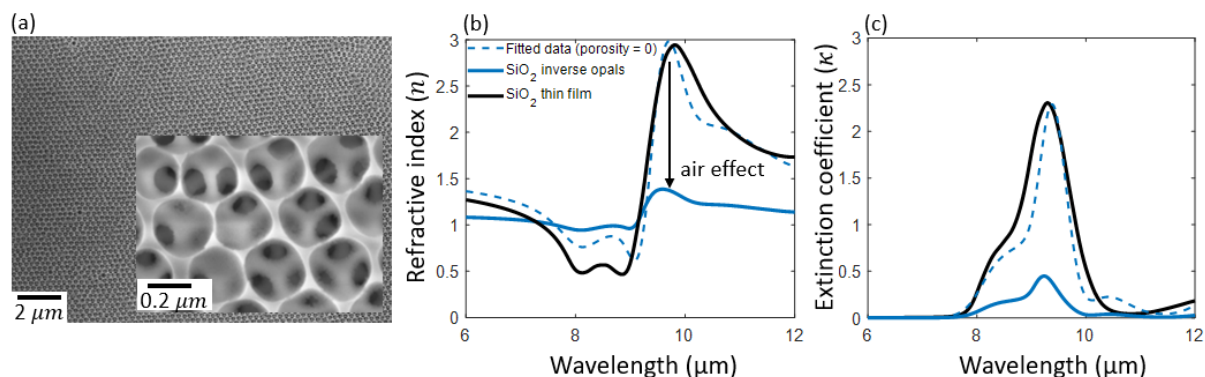 (a)
2 μm
0.2 μm
(b)
Refractive index (n)
3
2.5
2
1.5
1
0.5
0
Fitted data (porosity = 0)
SiO₂ inverse opals
SiO₂ thin film
air effect
6 8 10 12
Wavelength (μm)
(c)
Extinction coefficient (κ)
3
2.5
2
1.5
1
0.5
0
6 8 10 12
Wavelength (μm)